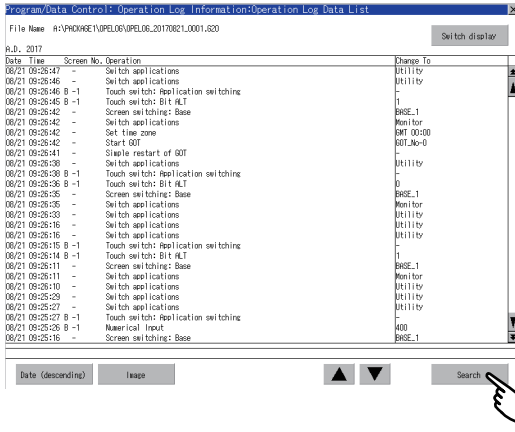 Program/Data Control: Operation Log Information:Operation Log Data List
File Name A:\PACKAGE1\OPELOG\OPELOG_20170821_0001.G2O
Switch display
A.D. 2017
Date Time Screen No. Operation Change To
08/21 09:26:47 - Switch applications Utility
08/21 09:26:46 - Switch applications Utility
08/21 09:26:46 B -1 Touch switch: Application switching -
08/21 09:26:45 B -1 Touch switch: Bit ALT 1
08/21 09:26:42 - Screen switching: Base BASE_1
08/21 09:26:42 - Switch applications Monitor
08/21 09:26:42 - Set time zone GMT 00:00
08/21 09:26:42 - Start GOT GOT_No-0
08/21 09:26:41 - Simple restart of GOT -
08/21 09:26:38 - Switch applications Utility
08/21 09:26:38 B -1 Touch switch: Application switching -
08/21 09:26:36 B -1 Touch switch: Bit ALT 0
08/21 09:26:35 - Screen switching: Base BASE_1
08/21 09:26:35 - Switch applications Monitor
08/21 09:26:33 - Switch applications Utility
08/21 09:26:16 - Switch applications Utility
08/21 09:26:16 - Switch applications Utility
08/21 09:26:15 B -1 Touch switch: Application switching -
08/21 09:26:14 B -1 Touch switch: Bit ALT 1
08/21 09:26:11 - Screen switching: Base BASE_1
08/21 09:26:11 - Switch applications Monitor
08/21 09:26:10 - Switch applications Utility
08/21 09:25:29 - Switch applications Utility
08/21 09:25:27 - Switch applications Utility
08/21 09:25:27 B -1 Touch switch: Application switching -
08/21 09:25:26 B -1 Numerical Input 400
08/21 09:25:16 - Screen switching: Base BASE_1
Date (descending) Image Search